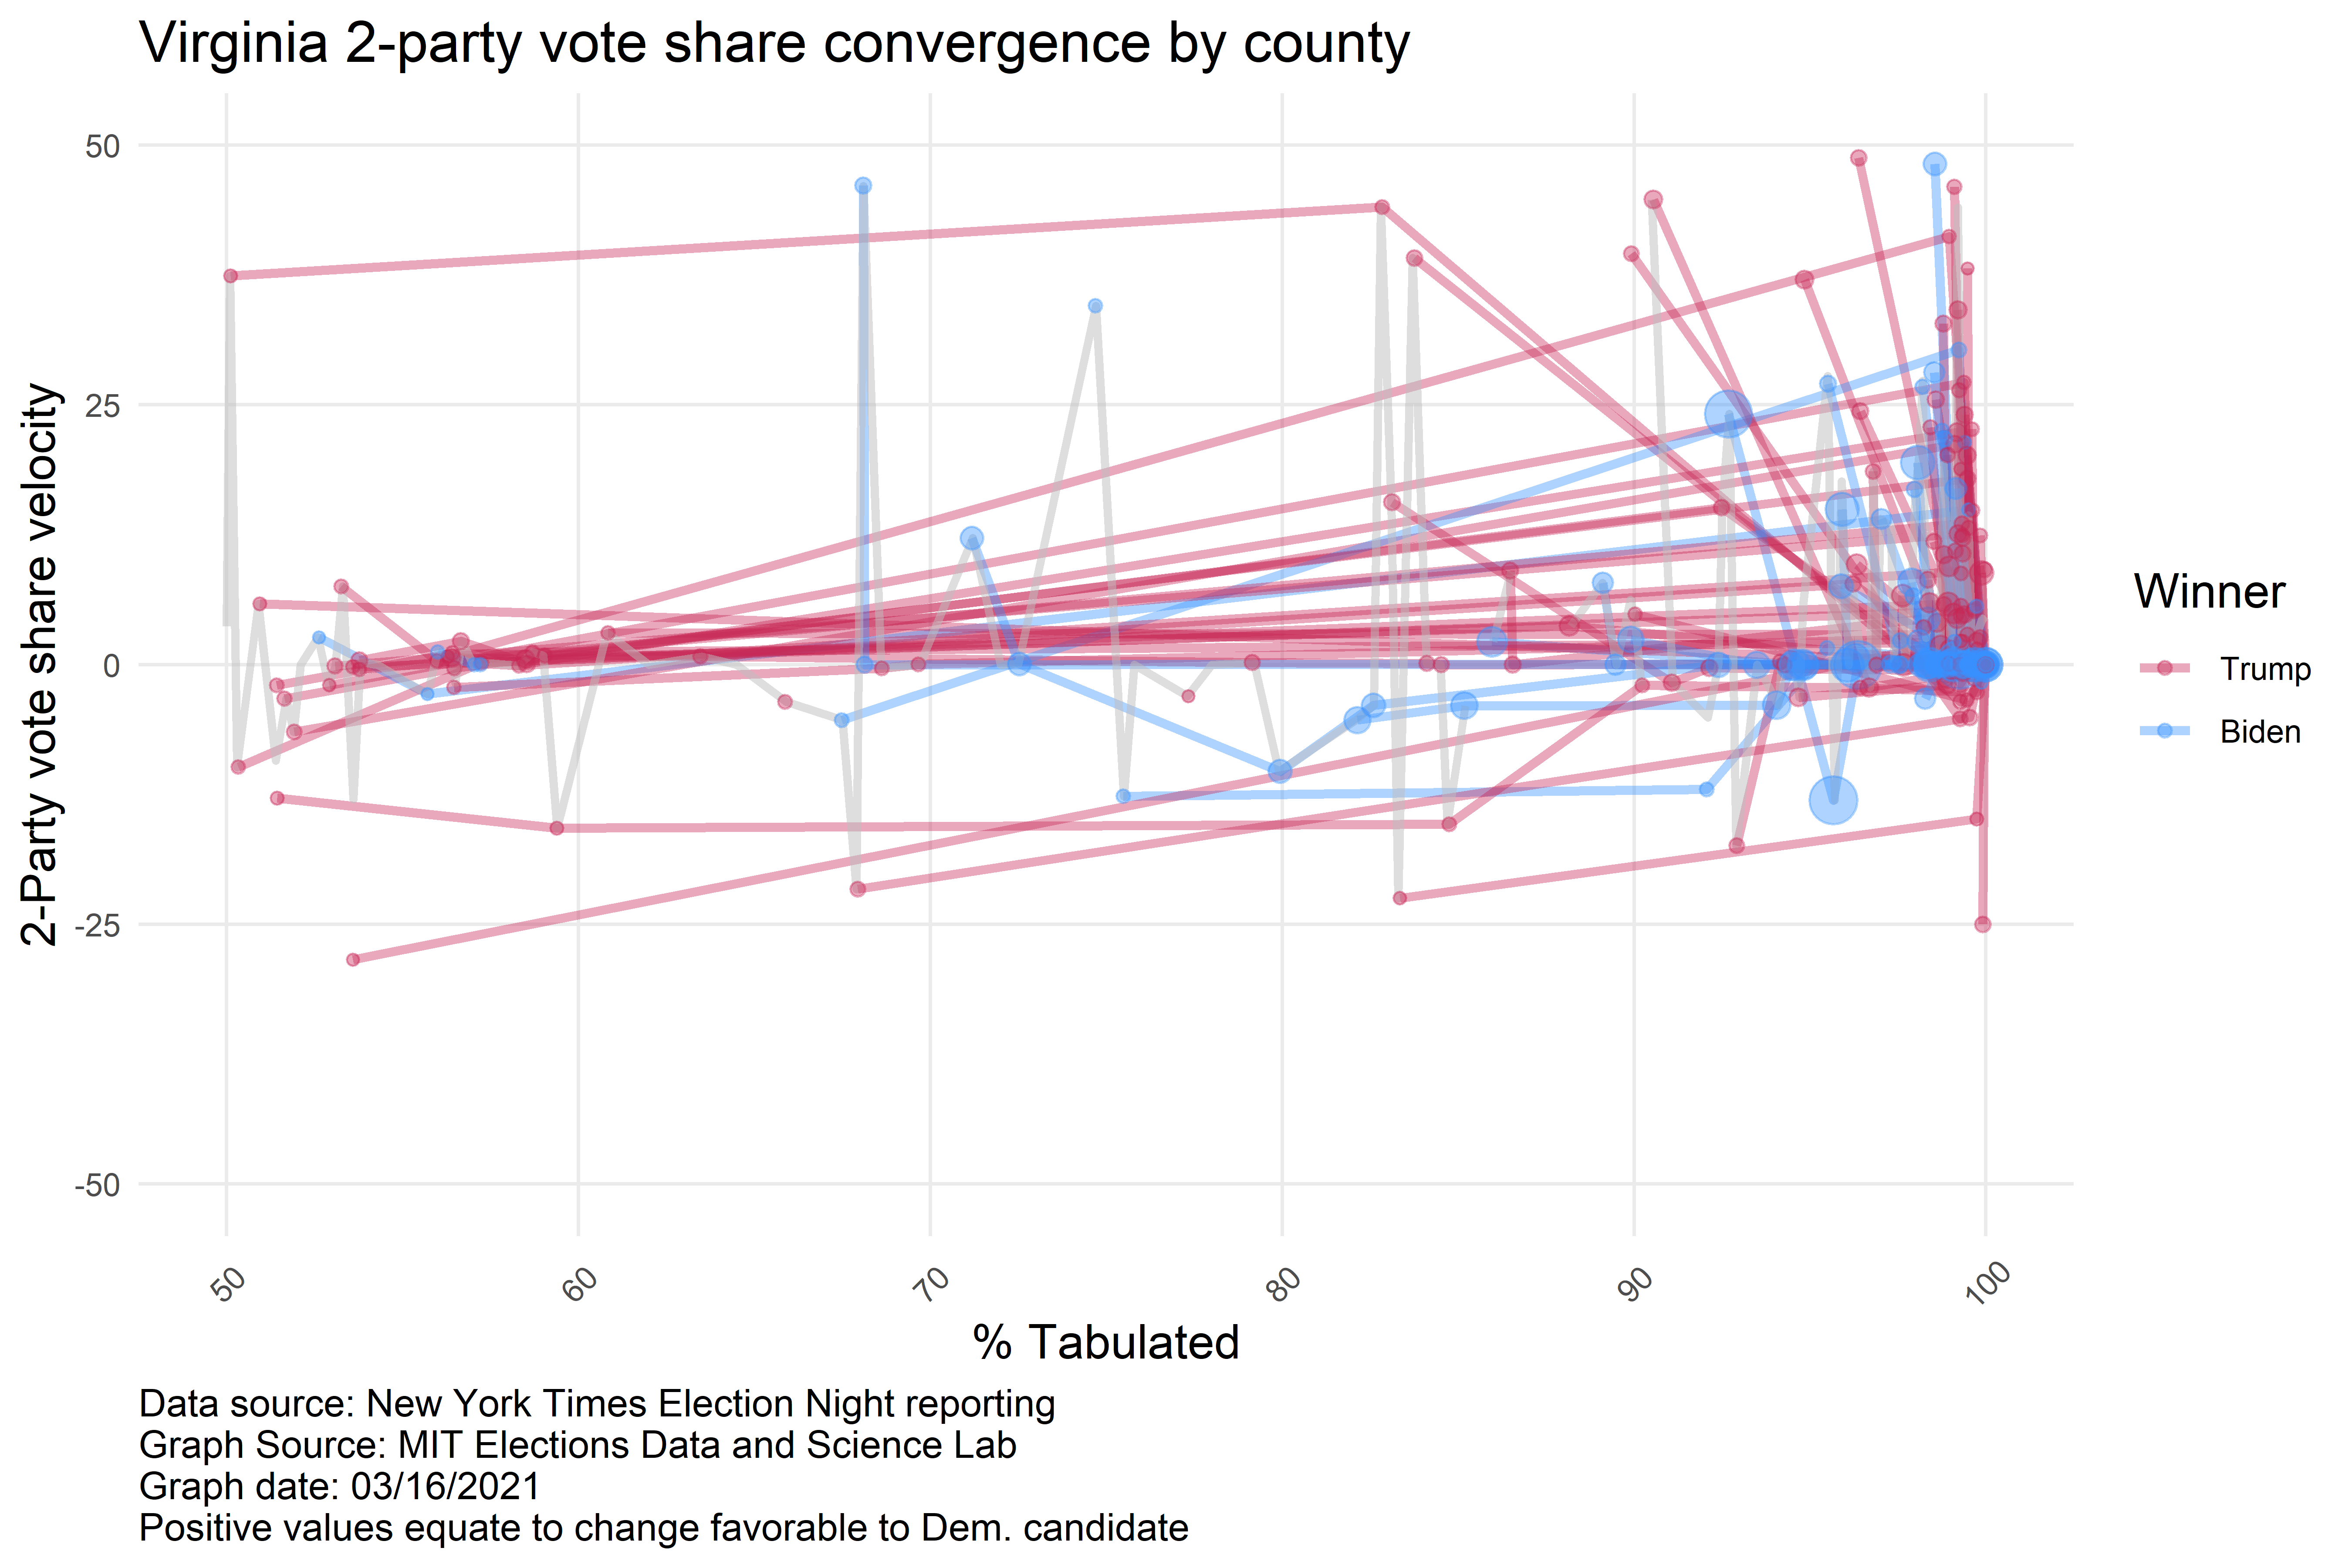 Virginia 2-party vote share convergence by county
50
25
0
-25
-50
2-Party vote share velocity
50
60
70
80
90
100
% Tabulated
Winner
Trump
Biden
Data source: New York Times Election Night reporting
Graph Source: MIT Elections Data and Science Lab
Graph date: 03/16/2021
Positive values equate to change favorable to Dem. candidate